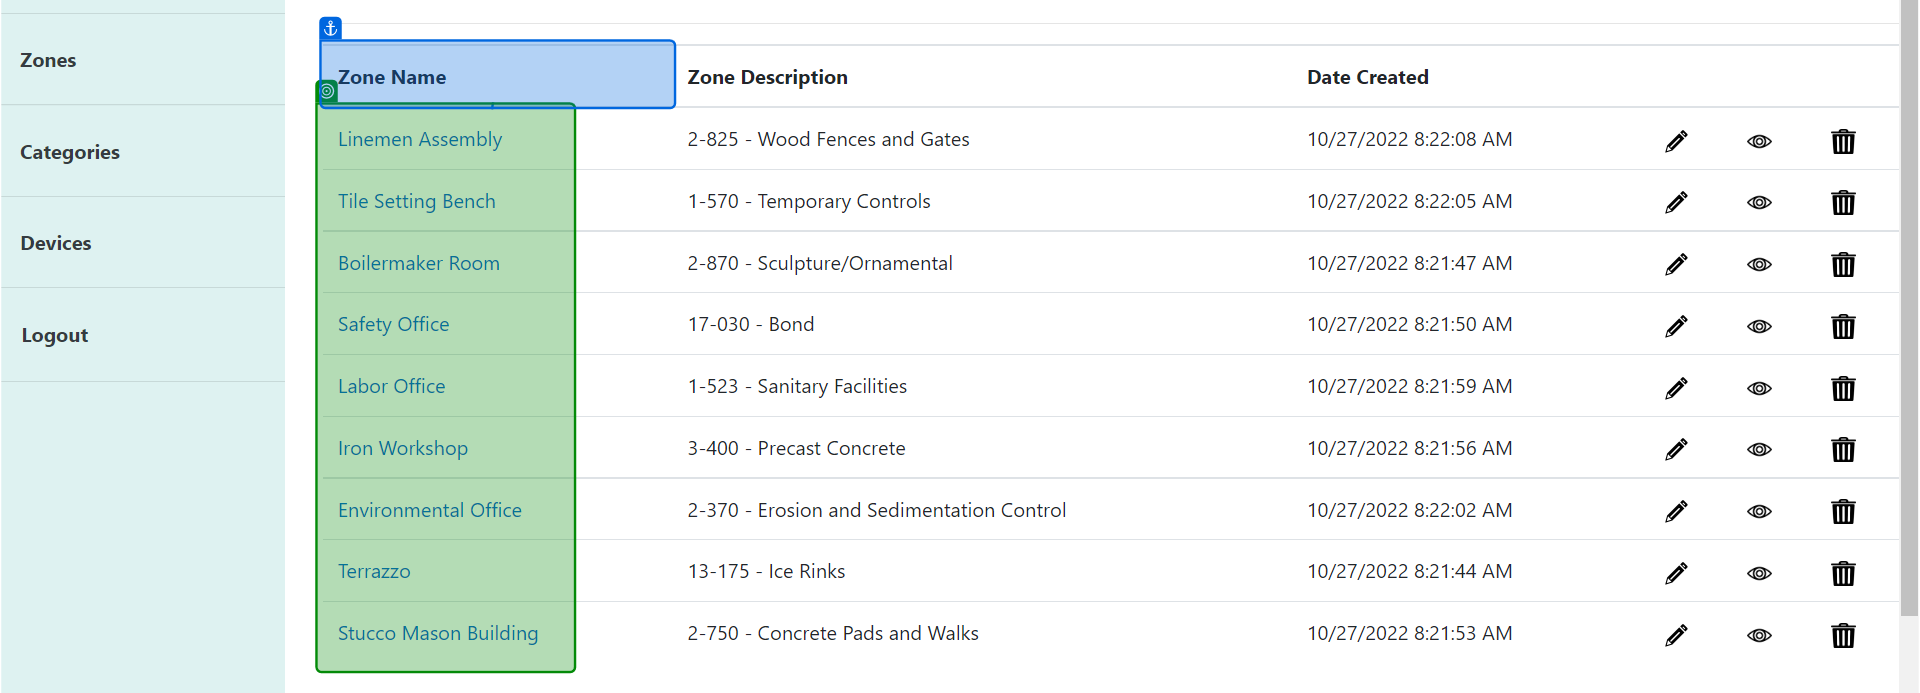 Zones
Categories
Devices
Logout
Zone Name Zone Description Date Created
Linemen Assembly 2-825 - Wood Fences and Gates 10/27/2022 8:22:08 AM
Tile Setting Bench 1-570 - Temporary Controls 10/27/2022 8:22:05 AM
Boilermaker Room 2-870 - Sculpture/Ornamental 10/27/2022 8:21:47 AM
Safety Office 17-030 - Bond 10/27/2022 8:21:50 AM
Labor Office 1-523 - Sanitary Facilities 10/27/2022 8:21:59 AM
Iron Workshop 3-400 - Precast Concrete 10/27/2022 8:21:56 AM
Environmental Office 2-370 - Erosion and Sedimentation Control 10/27/2022 8:22:02 AM
Terrazzo 13-175 - Ice Rinks 10/27/2022 8:21:44 AM
Stucco Mason Building 2-750 - Concrete Pads and Walks 10/27/2022 8:21:53 AM